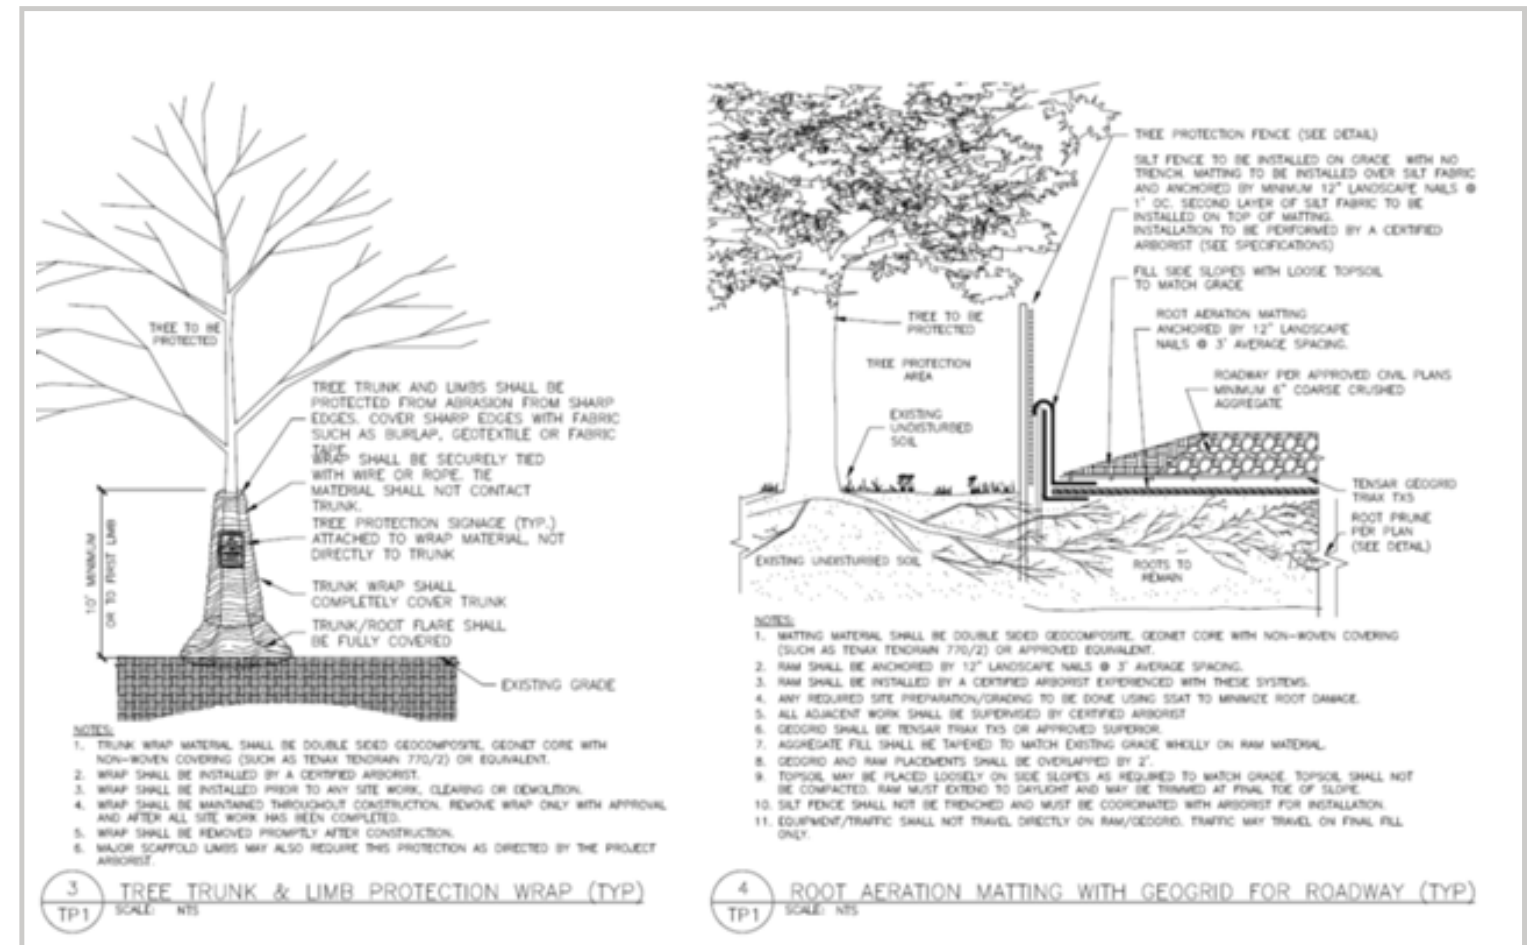 TREE TO BE
PROTECTED
TREE TRUNK AND LIMBS SHALL BE
PROTECTED FROM ABRASION FROM SHARP
EDGES. COVER SHARP EDGES WITH FABRIC
SUCH AS BURLAP, GEOTEXTILE OR FABRIC
TAPE.
WRAP SHALL BE SECURELY TIED
WITH WIRE OR ROPE. TIE
MATERIAL SHALL NOT CONTACT
TRUNK.
TREE PROTECTION SIGNAGE (TYP.)
ATTACHED TO WRAP MATERIAL, NOT
DIRECTLY TO TRUNK
TRUNK WRAP SHALL
COMPLETELY COVER TRUNK
TRUNK/ROOT FLARE SHALL
BE FULLY COVERED
10' MINIMUM
OR TO FIRST LIMB
EXISTING GRADE
NOTES:
1. TRUNK WRAP MATERIAL SHALL BE DOUBLE SIDED GEOCOMPOSITE, GEONET CORE WITH
NON-WOVEN COVERING (SUCH AS TENAX TENDRAIN 770/2) OR EQUIVALENT.
2. WRAP SHALL BE INSTALLED BY A CERTIFIED ARBORIST.
3. WRAP SHALL BE INSTALLED PRIOR TO ANY SITE WORK, CLEARING OR DEMOLITION.
4. WRAP SHALL BE MAINTAINED THROUGHOUT CONSTRUCTION. REMOVE WRAP ONLY WITH APPROVAL
AND AFTER ALL SITE WORK HAS BEEN COMPLETED.
5. WRAP SHALL BE REMOVED PROMPTLY AFTER CONSTRUCTION.
6. MAJOR SCAFFOLD LIMBS MAY ALSO REQUIRE THIS PROTECTION AS DIRECTED BY THE PROJECT
ARBORIST.
3
TP1
TREE TRUNK & LIMB PROTECTION WRAP (TYP)
SCALE: NTS
TREE PROTECTION FENCE (SEE DETAIL)
SILT FENCE TO BE INSTALLED ON GRADE WITH NO
TRENCH. MATTING TO BE INSTALLED OVER SILT FABRIC
AND ANCHORED BY MINIMUM 12" LANDSCAPE NAILS @
1' OC. SECOND LAYER OF SILT FABRIC TO BE
INSTALLED ON TOP OF MATTING.
INSTALLATION TO BE PERFORMED BY A CERTIFIED
ARBORIST (SEE SPECIFICATIONS)
FILL SIDE SLOPES WITH LOOSE TOPSOIL
TO MATCH GRADE
TREE TO BE
PROTECTED
ROOT AERATION MATTING
ANCHORED BY 12" LANDSCAPE
NAILS @ 3' AVERAGE SPACING.
TREE PROTECTION
AREA
ROADWAY PER APPROVED CIVIL PLANS
MINIMUM 6" COARSE CRUSHED
AGGREGATE
EXISTING
UNDISTURBED
SOIL
TENSAR GEOGRID
TRIAX TX5
ROOT PRUNE
PER PLAN
(SEE DETAIL)
EXISTING UNDISTURBED SOIL
ROOTS TO
REMAIN
NOTES:
1. MATTING MATERIAL SHALL BE DOUBLE SIDED GEOCOMPOSITE, GEONET CORE WITH NON-WOVEN COVERING
(SUCH AS TENAX TENDRAIN 770/2) OR APPROVED EQUIVALENT.
2. RAM SHALL BE ANCHORED BY 12" LANDSCAPE NAILS @ 3' AVERAGE SPACING.
3. RAM SHALL BE INSTALLED BY A CERTIFIED ARBORIST EXPERIENCED WITH THESE SYSTEMS.
4. ANY REQUIRED SITE PREPARATION/GRADING TO BE DONE USING SSAT TO MINIMIZE ROOT DAMAGE.
5. ALL ADJACENT WORK SHALL BE SUPERVISED BY CERTIFIED ARBORIST
6. GEOGRID SHALL BE TENSAR TRIAX TX5 OR APPROVED SUPERIOR.
7. AGGREGATE FILL SHALL BE TAPERED TO MATCH EXISTING GRADE WHOLLY ON RAM MATERIAL.
8. GEOGRID AND RAM PLACEMENTS SHALL BE OVERLAPPED BY 2".
9. TOPSOIL MAY BE PLACED LOOSELY ON SIDE SLOPES AS REQUIRED TO MATCH GRADE. TOPSOIL SHALL NOT
BE COMPACTED. RAM MUST EXTEND TO DAYLIGHT AND MAY BE TRIMMED AT FINAL TOE OF SLOPE.
10. SILT FENCE SHALL NOT BE TRENCHED AND MUST BE COORDINATED WITH ARBORIST FOR INSTALLATION.
11. EQUIPMENT/TRAFFIC SHALL NOT TRAVEL DIRECTLY ON RAM/GEOGRID. TRAFFIC MAY TRAVEL ON FINAL FILL
ONLY.
4
TP1
ROOT AERATION MATTING WITH GEOGRID FOR ROADWAY (TYP)
SCALE: NTS